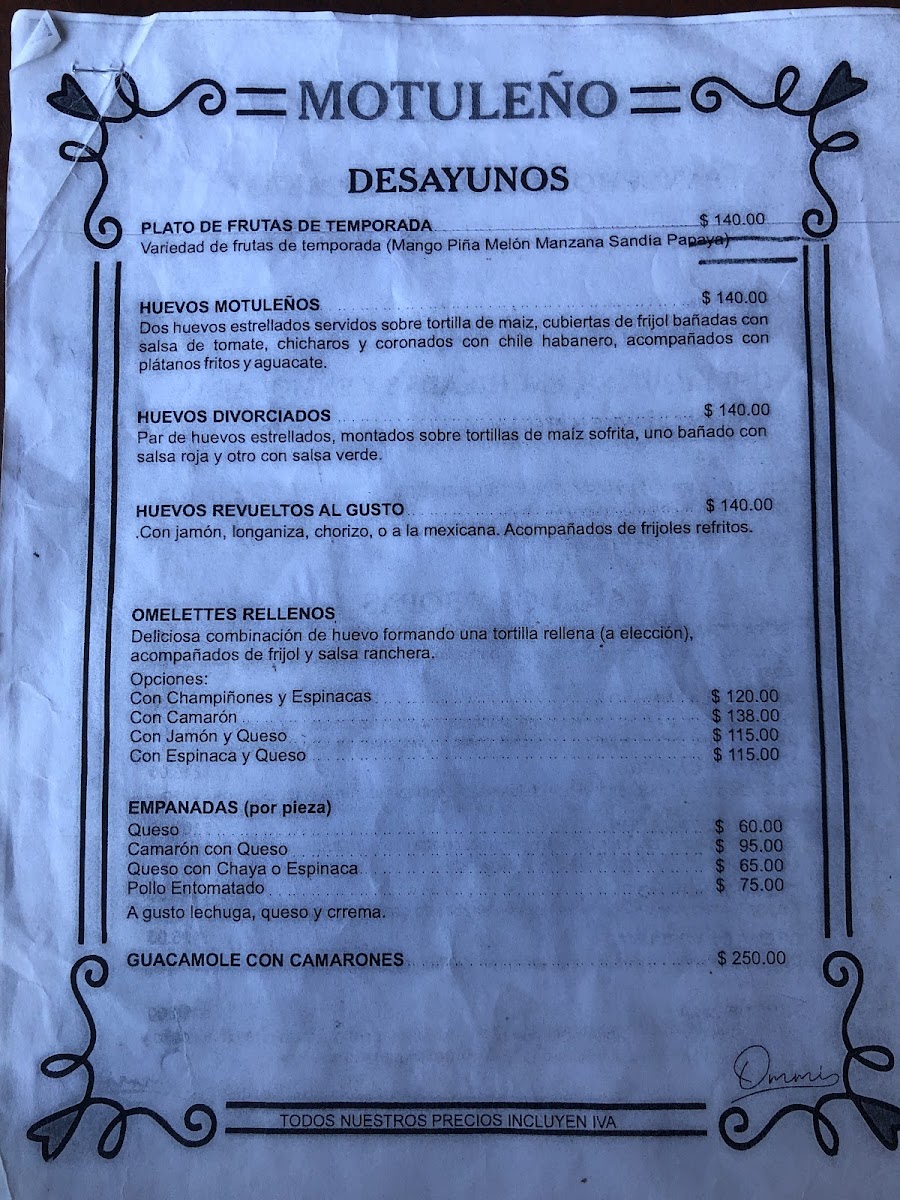 MOTULEÑO
DESAYUNOS
PLATO DE FRUTAS DE TEMPORADA $ 140.00
Variedad de frutas de temporada (Mango Piña Melón Manzana Sandía Papaya)
HUEVOS MOTULEÑOS $ 140.00
Dos huevos estrellados servidos sobre tortilla de maiz, cubiertas de frijol bañadas con
salsa de tomate, chicharos y coronados con chile habanero, acompañados con
plátanos fritos y aguacate.
HUEVOS DIVORCIADOS $ 140.00
Par de huevos estrellados, montados sobre tortillas de maíz sofrita, uno bañado con
salsa roja y otro con salsa verde.
HUEVOS REVUELTOS AL GUSTO $ 140.00
.Con jamón, longaniza, chorizo, o a la mexicana. Acompañados de frijoles refritos.
OMELETTES RELLENOS
Deliciosa combinación de huevo formando una tortilla rellena (a elección),
acompañados de frijol y salsa ranchera.
Opciones:
Con Champiñones y Espinacas $ 120.00
Con Camarón $ 138.00
Con Jamón y Queso $ 115.00
Con Espinaca y Queso $ 115.00
EMPANADAS (por pieza)
Queso $ 60.00
Camarón con Queso $ 95.00
Queso con Chaya o Espinaca $ 65.00
Pollo Entomatado $ 75.00
A gusto lechuga, queso y crrema.
GUACAMOLE CON CAMARONES $ 250.00
TODOS NUESTROS PRECIOS INCLUYEN IVA